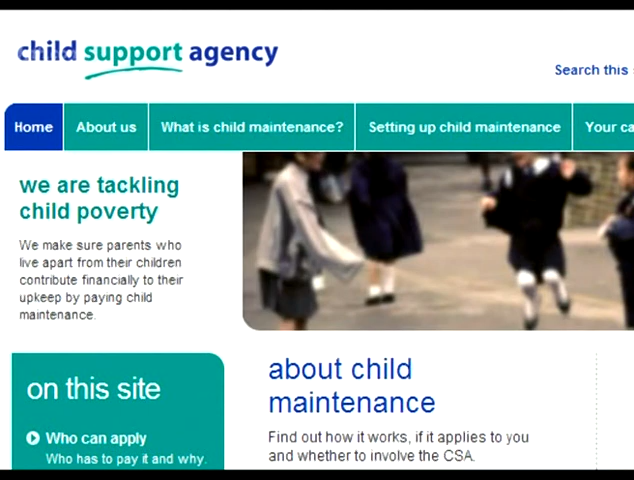 child support agency
Search this
Home
About us
What is child maintenance?
Setting up child maintenance
Your
we are tackling
child poverty
We make sure parents who
live apart from their children
contribute financially to their
upkeep by paying child
maintenance.
on this site
Who can apply
Who has to pay it and why.
about child
maintenance
Find out how it works, if it applies to you
and whether to involve the CSA.